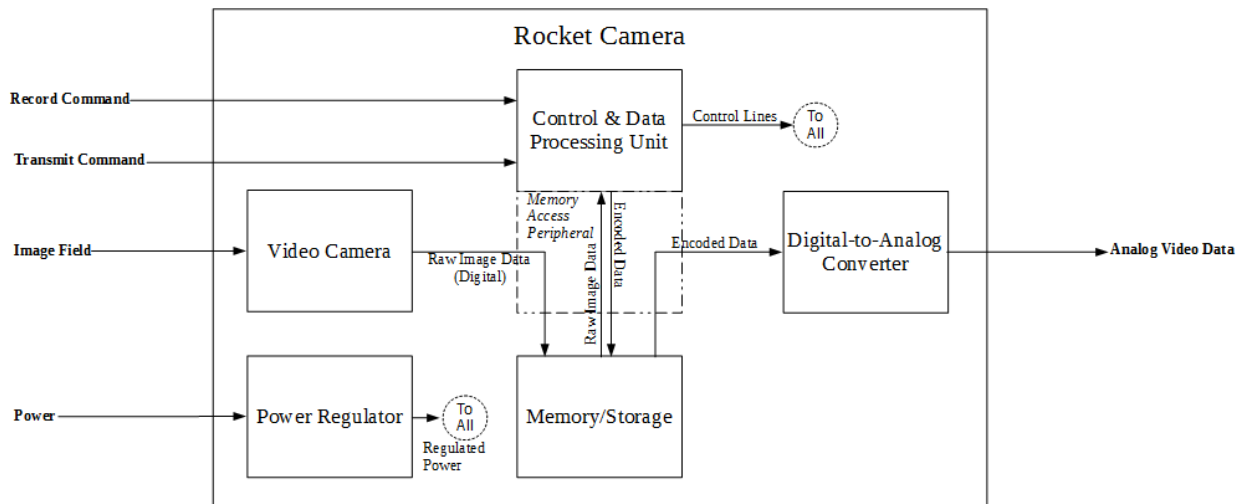 Rocket Camera
Record Command
Control & Data
Processing Unit
Control Lines
To
All
Transmit Command
Memory
Access
Peripheral
Raw Image Data
Encoded Data
Image Field
Video Camera
Raw Image Data
(Digital)
Encoded Data
Digital-to-Analog
Converter
Analog Video Data
Power
Power Regulator
To
All
Regulated
Power
Memory/Storage